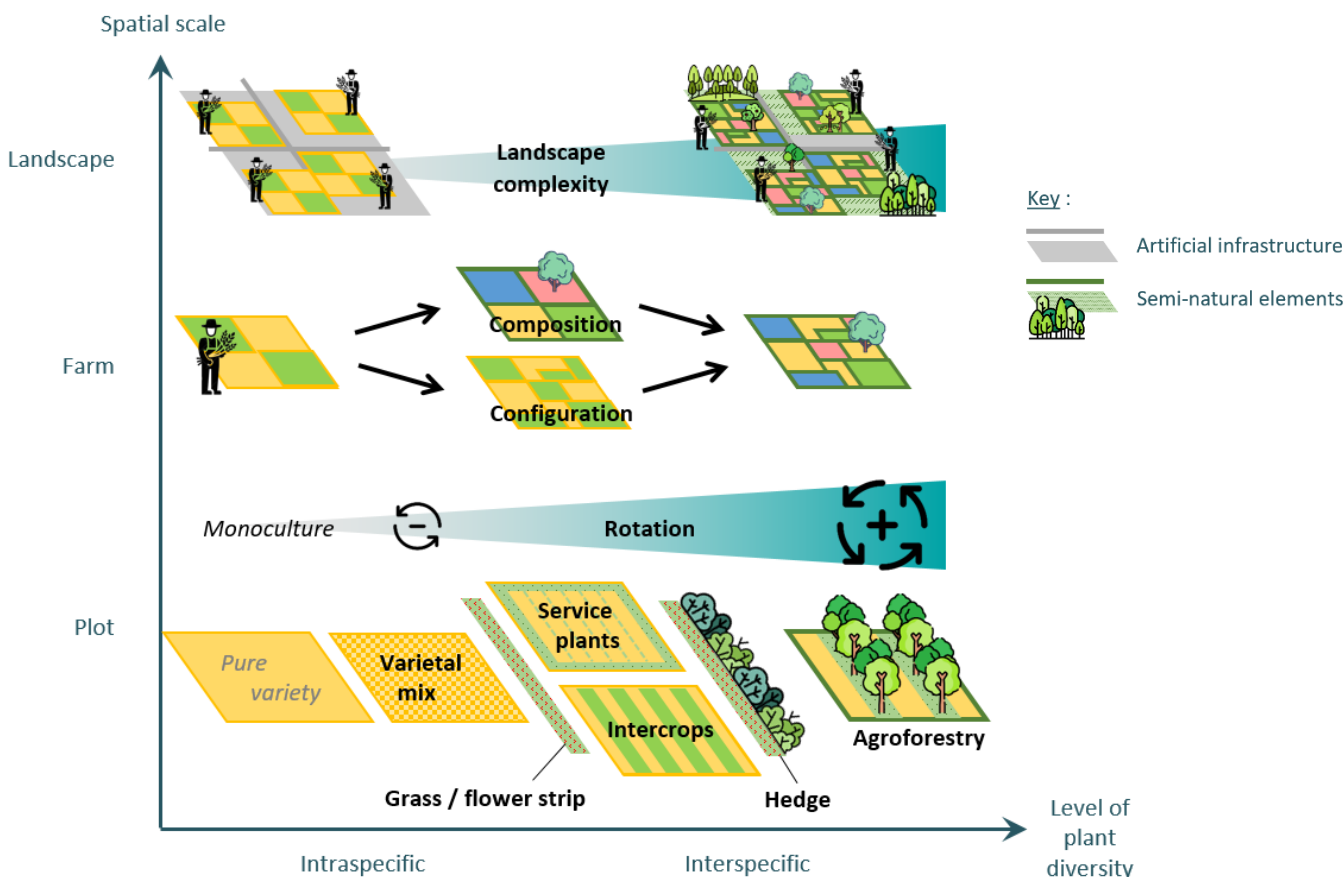 Spatial scale
Landscape
Landscape
complexity
Key :
Artificial infrastructure
Semi-natural elements
Farm
Composition
Configuration
Monoculture
-
Rotation
+
Plot
Pure
variety
Varietal
mix
Service
plants
Intercrops
Agroforestry
Grass / flower strip
Hedge
Intraspecific
Interspecific
Level of
plant
diversity